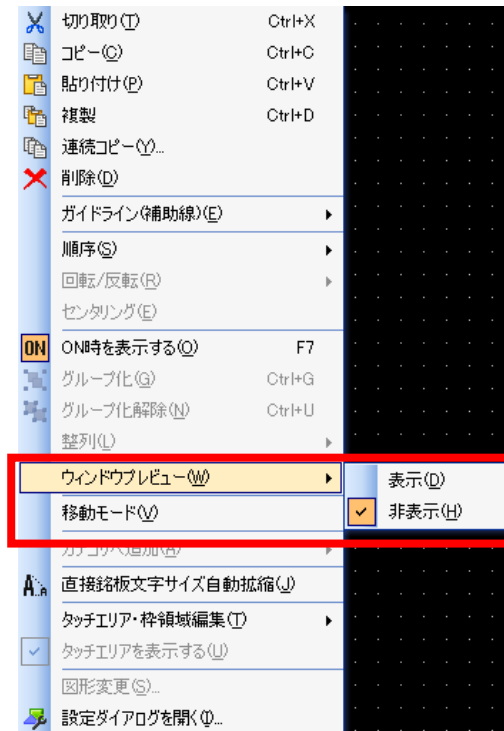 切り取り(T) Ctrl+X
コピー(C) Ctrl+C
貼り付け(P) Ctrl+V
複製 Ctrl+D
連続コピー(Y)...
削除(D)
ガイドライン(補助線)(E)
順序(S)
回転/反転(R)
センタリング(E)
ON ON時を表示する(O) F7
グループ化(G) Ctrl+G
グループ化解除(N) Ctrl+U
整列(L)
ウィンドウプレビュー(W) 表示(D)
移動モード(V) 非表示(H)
カテゴリへ追加(A)
直接銘板文字サイズ自動拡縮(J)
タッチエリア・枠領域編集(T)
タッチエリアを表示する(U)
図形変更(S)...
設定ダイアログを開く(I)...